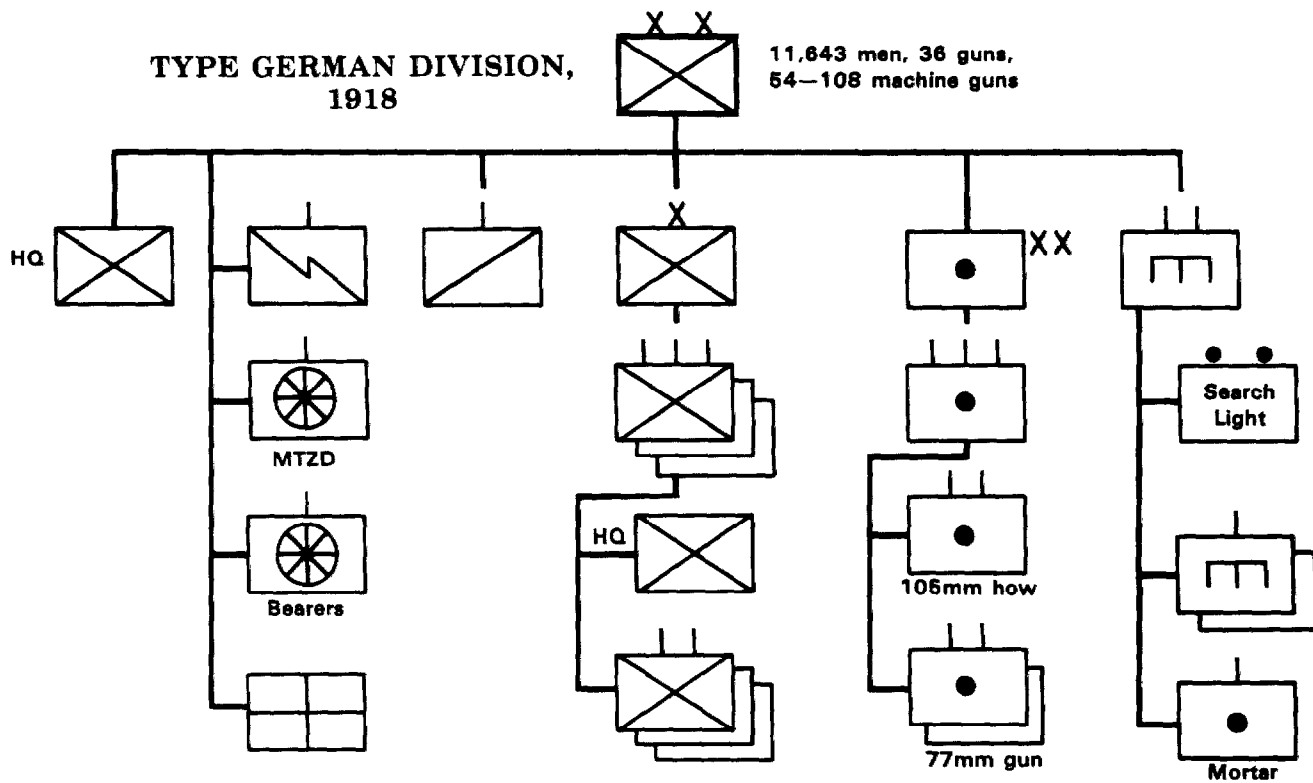 X X
TYPE GERMAN DIVISION,
1918
11,643 men, 36 guns,
54—108 machine guns
HQ
X
XX
MTZD
Search
Light
Bearers
HQ
105mm how
77mm gun
Mortar